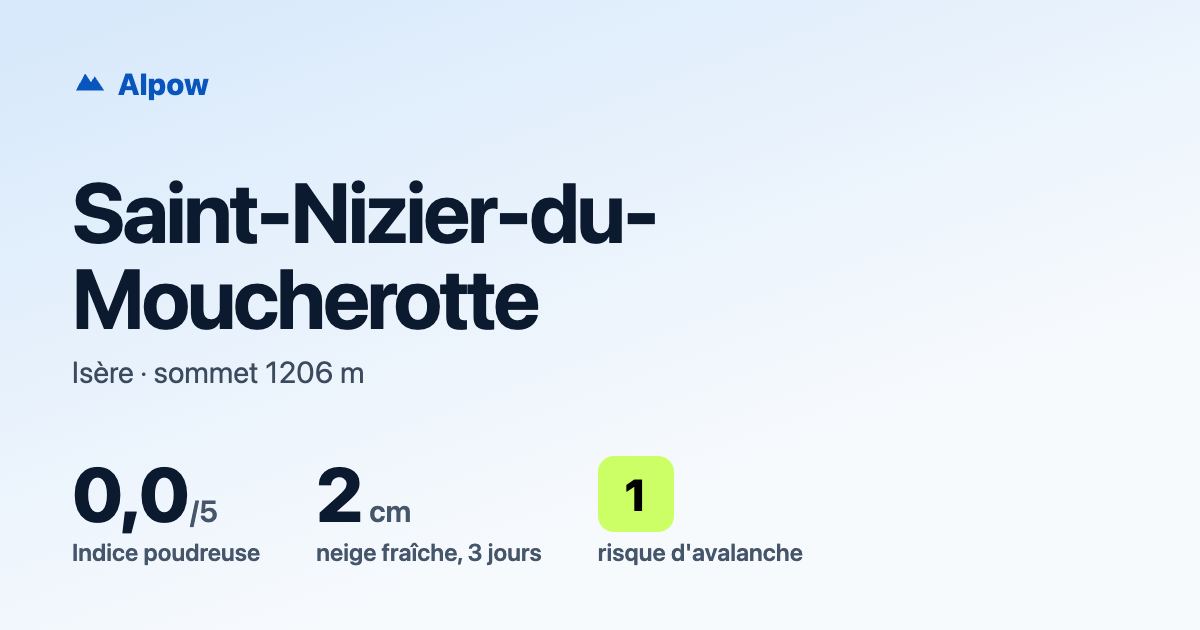 Alpow
Saint-Nizier-du-
Moucherotte
Isère · sommet 1206 m
0,0/5
Indice poudreuse
2 cm
neige fraîche, 3 jours
1
risque d'avalanche